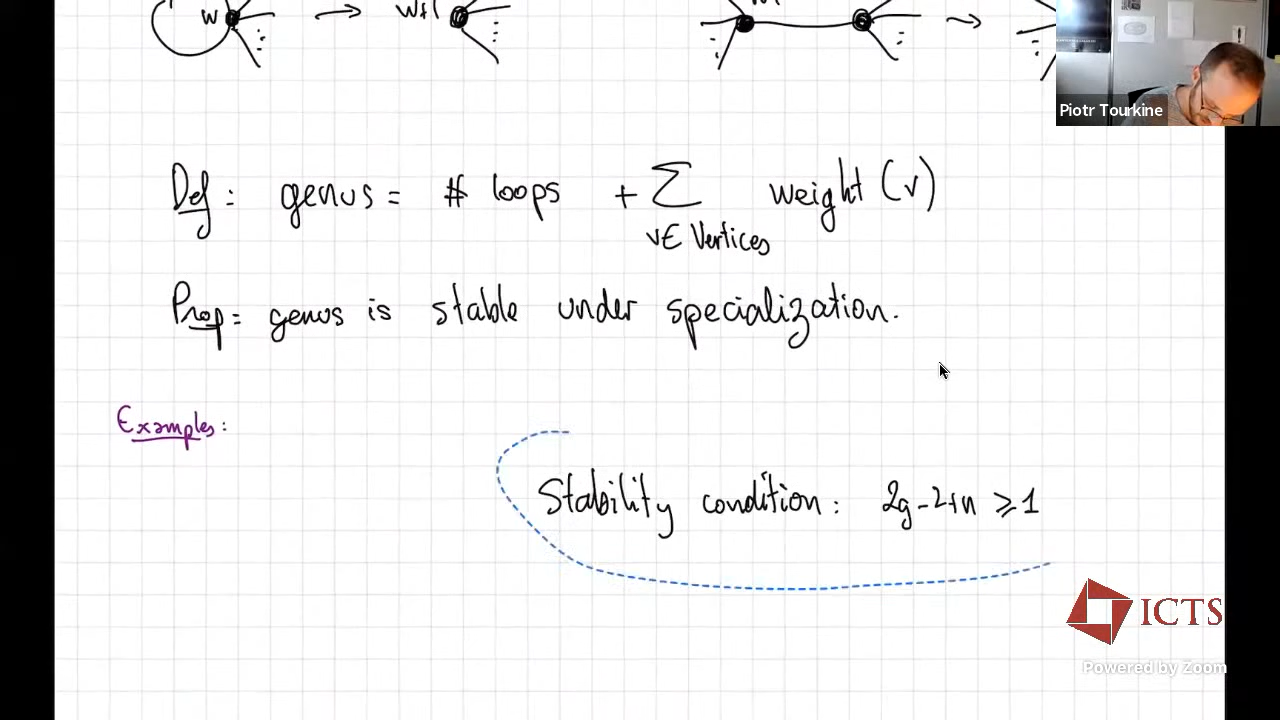 w → w+1 →
Piotr Tourkine
Def: genus = # loops + ∑ weight (v)
v∈ Vertices
Prop: genus is stable under specialization.
Examples:
Stability condition: 2g-2+n ⩾ 1
ICTS
Powered by Zoom